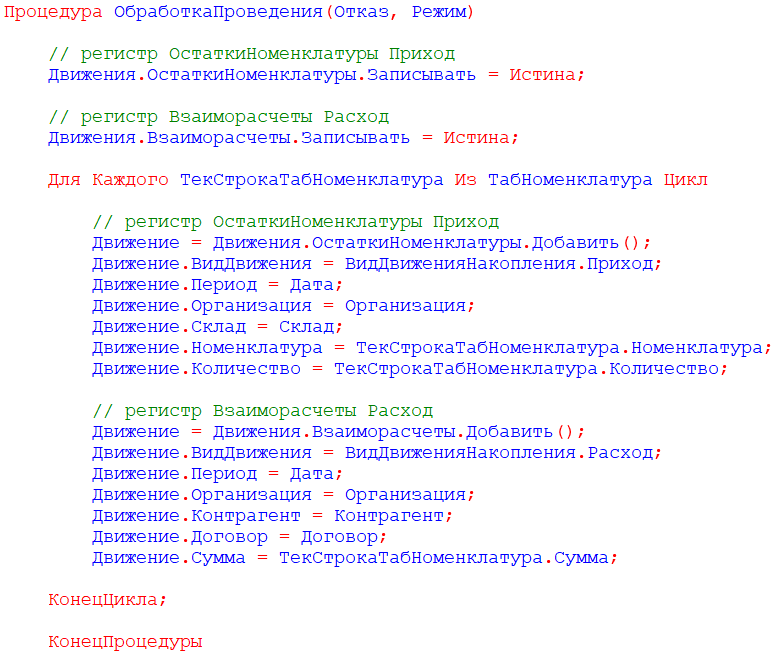 Процедура ОбработкаПроведения(Отказ, Режим)
// регистр ОстаткиНоменклатуры Приход
Движения.ОстаткиНоменклатуры.Записывать = Истина;
// регистр Взаиморасчеты Расход
Движения.Взаиморасчеты.Записывать = Истина;
Для Каждого ТекСтрокаТабНоменклатура Из ТабНоменклатура Цикл
// регистр ОстаткиНоменклатуры Приход
Движение = Движения.ОстаткиНоменклатуры.Добавить();
Движение.ВидДвижения = ВидДвиженияНакопления.Приход;
Движение.Период = Дата;
Движение.Организация = Организация;
Движение.Склад = Склад;
Движение.Номенклатура = ТекСтрокаТабНоменклатура.Номенклатура;
Движение.Количество = ТекСтрокаТабНоменклатура.Количество;
// регистр Взаиморасчеты Расход
Движение = Движения.Взаиморасчеты.Добавить();
Движение.ВидДвижения = ВидДвиженияНакопления.Расход;
Движение.Период = Дата;
Движение.Организация = Организация;
Движение.Контрагент = Контрагент;
Движение.Договор = Договор;
Движение.Сумма = ТекСтрокаТабНоменклатура.Сумма;
КонецЦикла;
КонецПроцедуры